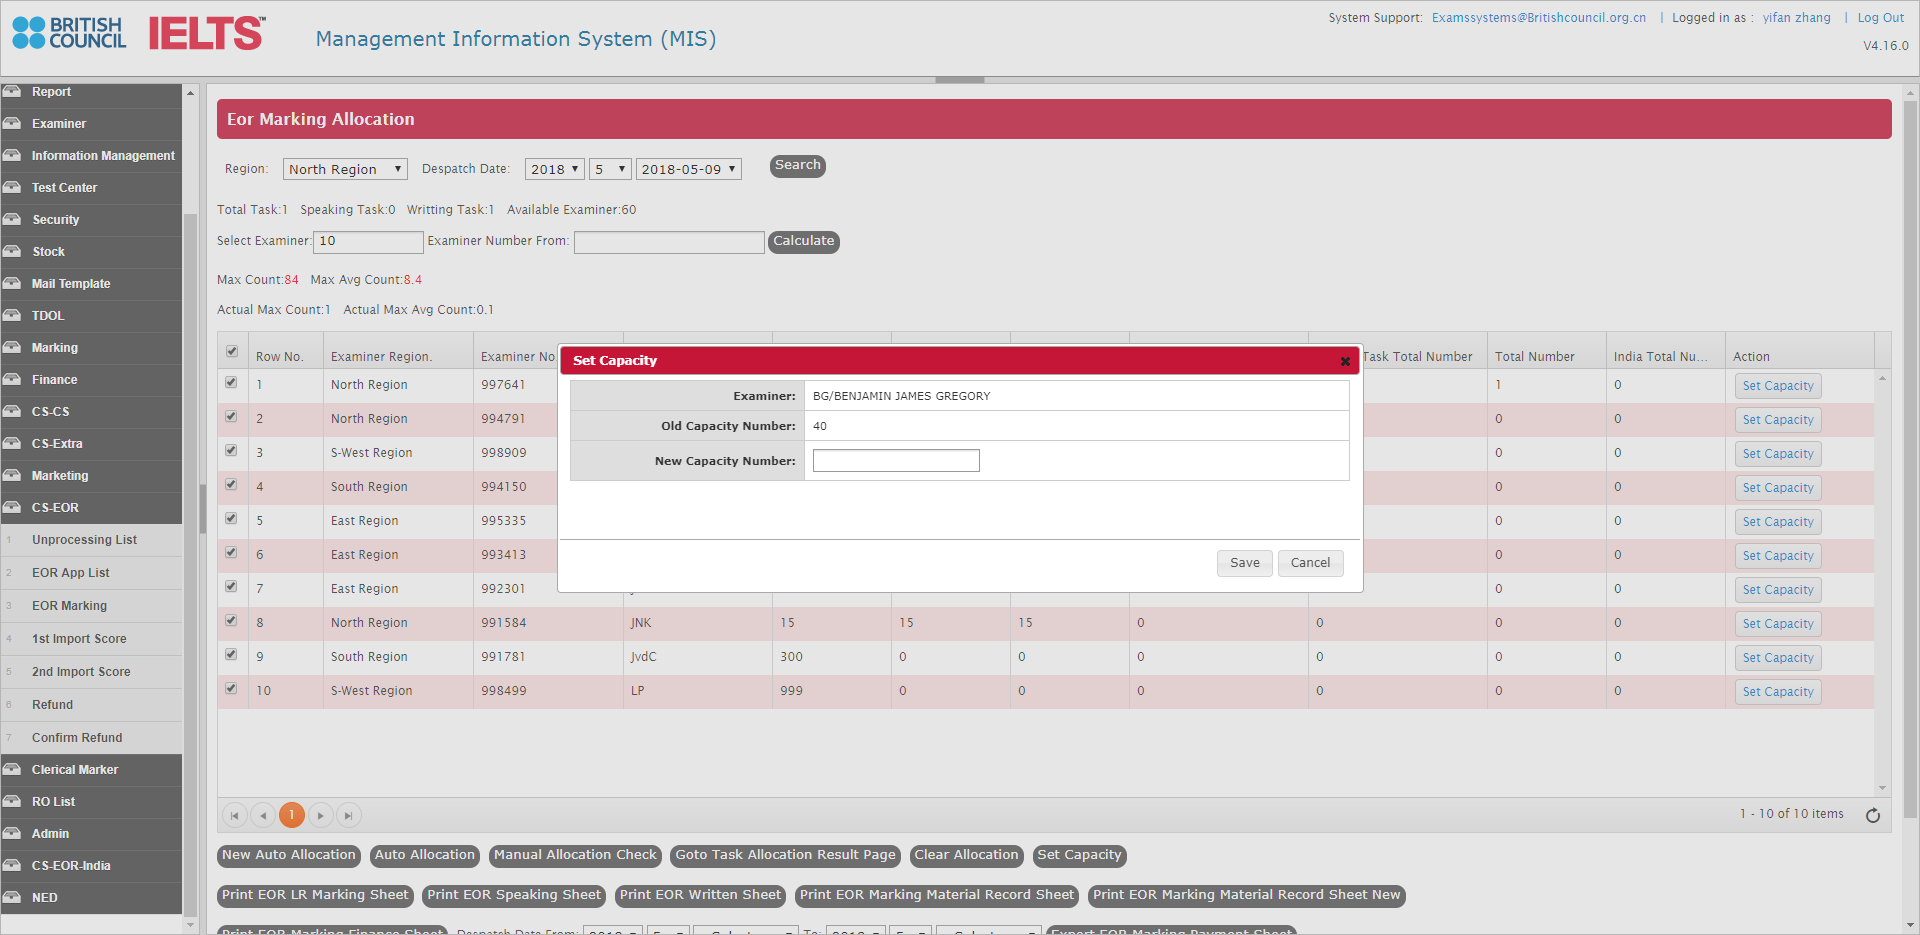 BRITISH COUNCIL IELTS™
Management Information System (MIS)
System Support: Examssystems@Britishcouncil.org.cn | Logged in as : yifan zhang | Log Out
V4.16.0
Report
Examiner
Information Management
Test Center
Security
Stock
Mail Template
TDOL
Marking
Finance
CS-CS
CS-Extra
Marketing
CS-EOR
1 Unprocessing List
2 EOR App List
3 EOR Marking
4 1st Import Score
5 2nd Import Score
6 Refund
7 Confirm Refund
Clerical Marker
RO List
Admin
CS-EOR-India
NED
Eor Marking Allocation
Region: North Region Despatch Date: 2018 5 2018-05-09 Search
Total Task:1 Speaking Task:0 Writting Task:1 Available Examiner:60
Select Examiner: 10 Examiner Number From: Calculate
Max Count:84 Max Avg Count:8.4
Actual Max Count:1 Actual Max Avg Count:0.1
Row No. Examiner Region. Examiner No Task Total Number Total Number India Total Nu... Action
1 North Region 997641 1 0 Set Capacity
2 North Region 994791 0 0 Set Capacity
3 S-West Region 998909 0 0 Set Capacity
4 South Region 994150 0 0 Set Capacity
5 East Region 995335 0 0 Set Capacity
6 East Region 993413 0 0 Set Capacity
7 East Region 992301 0 0 Set Capacity
8 North Region 991584 JNK 15 15 15 0 0 0 0 Set Capacity
9 South Region 991781 JvdC 300 0 0 0 0 0 0 Set Capacity
10 S-West Region 998499 LP 999 0 0 0 0 0 0 Set Capacity
Set Capacity
Examiner: BG/BENJAMIN JAMES GREGORY
Old Capacity Number: 40
New Capacity Number:
Save Cancel
1
1 - 10 of 10 items
New Auto Allocation Auto Allocation Manual Allocation Check Goto Task Allocation Result Page Clear Allocation Set Capacity
Print EOR LR Marking Sheet Print EOR Speaking Sheet Print EOR Written Sheet Print EOR Marking Material Record Sheet Print EOR Marking Material Record Sheet New
Print EOR Marking Finance Sheet Despatch Date From: 2018 To: 2018 Export EOR Marking Payment Sheet